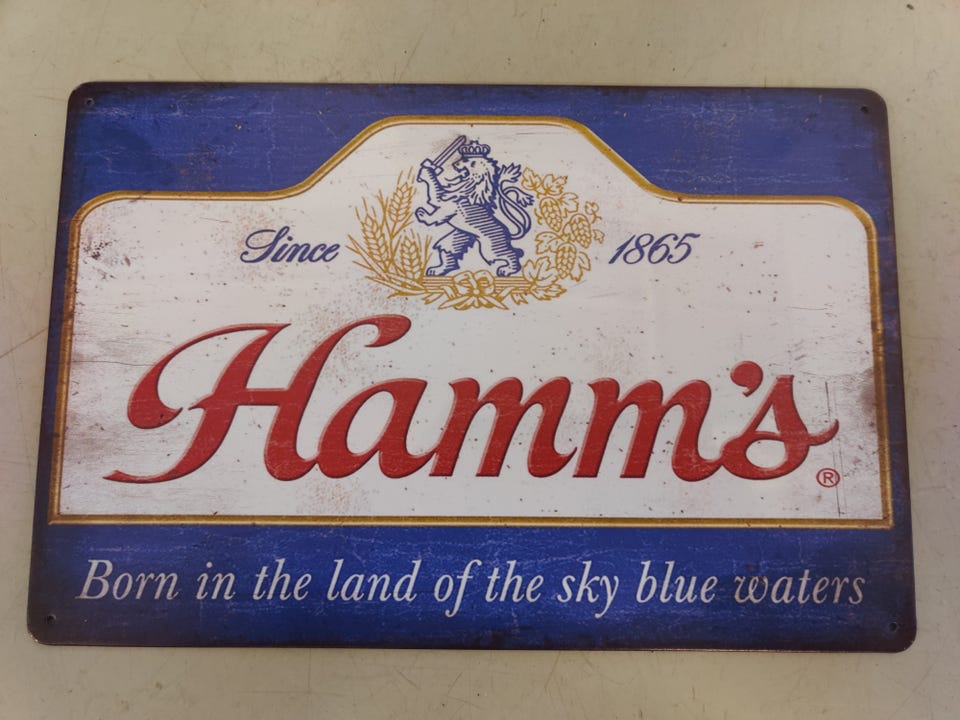 Since 1865
Hamm's®
Born in the land of the sky blue waters